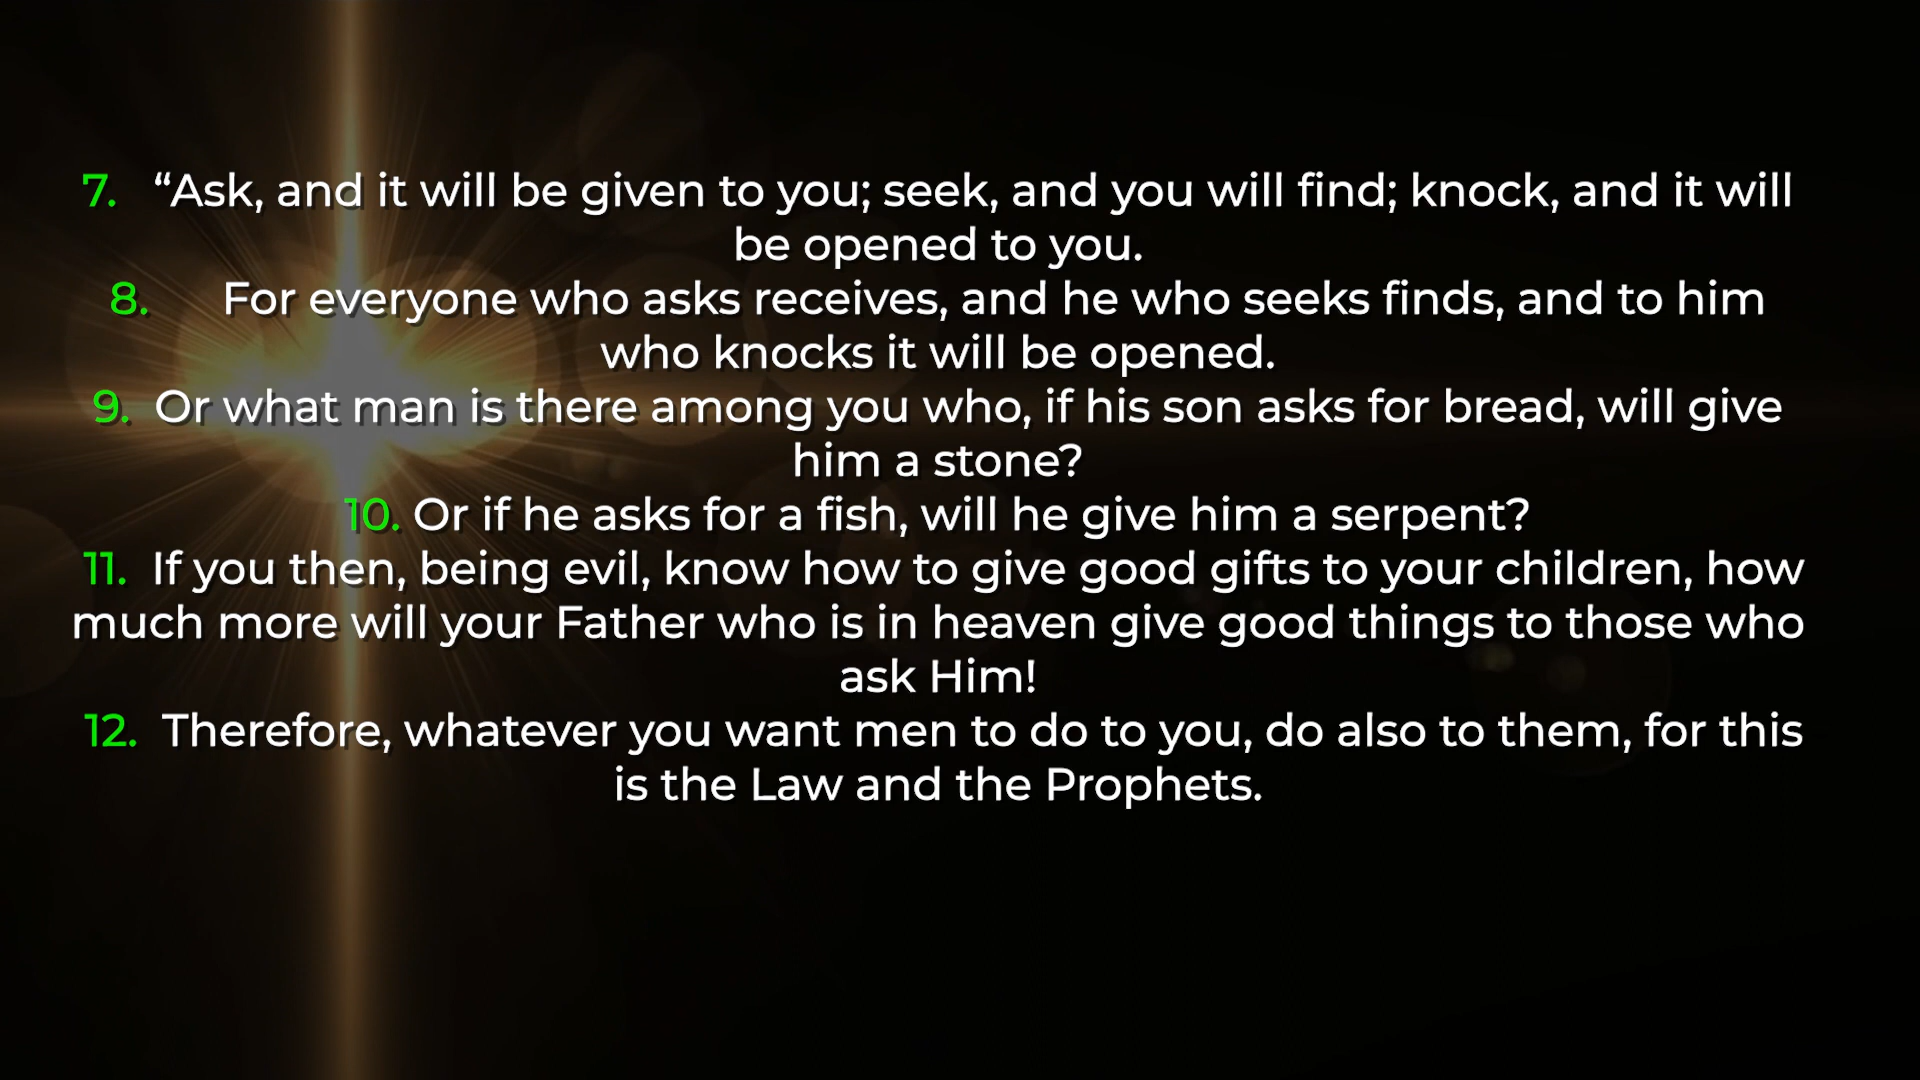 7. “Ask, and it will be given to you; seek, and you will find; knock, and it will
be opened to you.
8. For everyone who asks receives, and he who seeks finds, and to him
who knocks it will be opened.
9. Or what man is there among you who, if his son asks for bread, will give
him a stone?
10. Or if he asks for a fish, will he give him a serpent?
11. If you then, being evil, know how to give good gifts to your children, how
much more will your Father who is in heaven give good things to those who
ask Him!
12. Therefore, whatever you want men to do to you, do also to them, for this
is the Law and the Prophets.